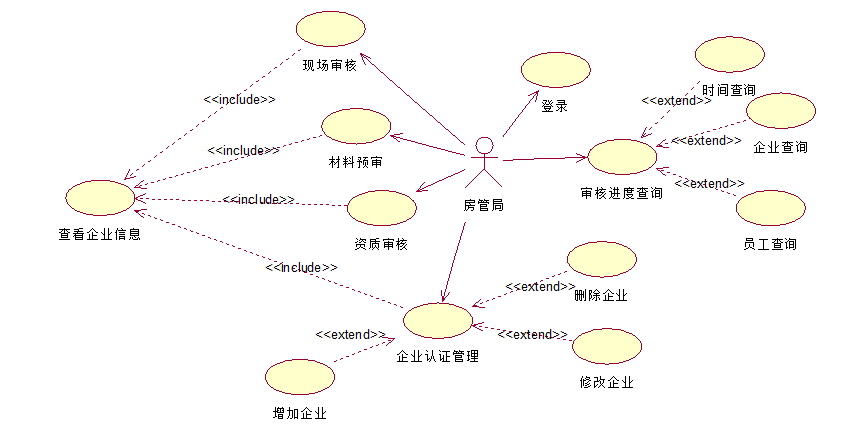 现场审核
登录
时间查询
<<include>>
<<extend>>
<<extend>>
企业查询
<<include>>
材料预审
审核进度查询
<<extend>>
房管局
<<include>>
查看企业信息
资质审核
员工查询
<<include>>
<<extend>>
删除企业
<<extend>>
<<extend>>
企业认证管理
修改企业
增加企业